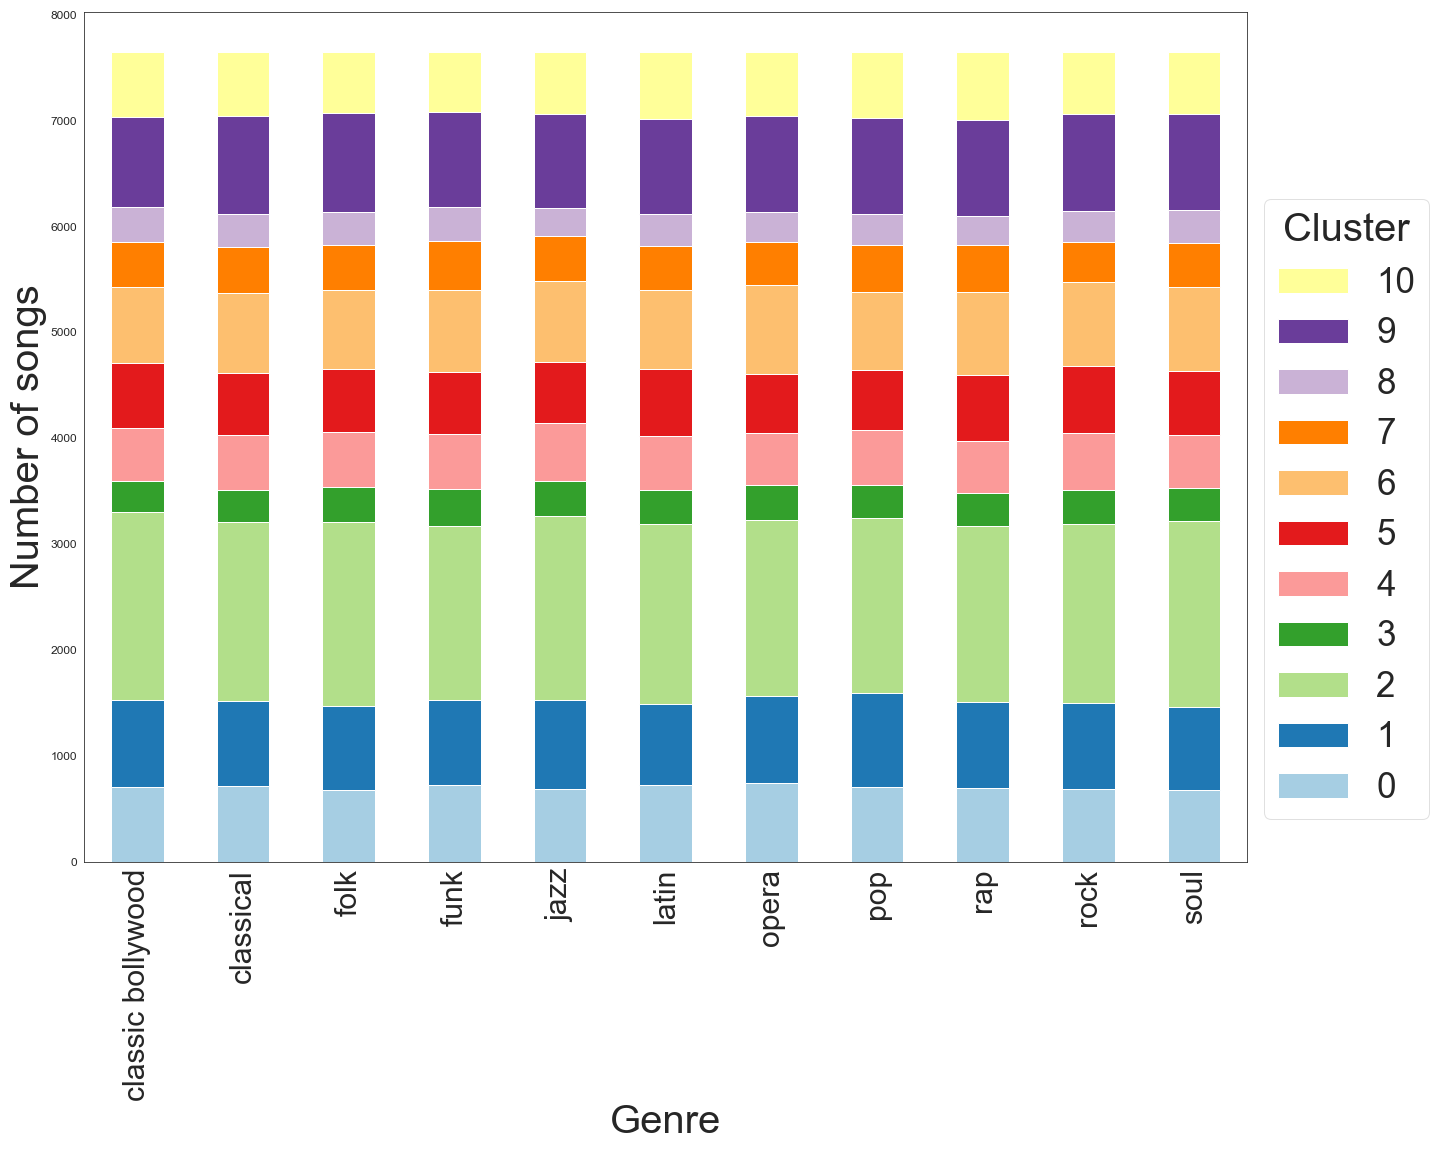 8000
7000
6000
5000
4000
3000
2000
1000
0
Number of songs
classic bollywood
classical
folk
funk
jazz
latin
opera
pop
rap
rock
soul
Genre
Cluster
10
9
8
7
6
5
4
3
2
1
0